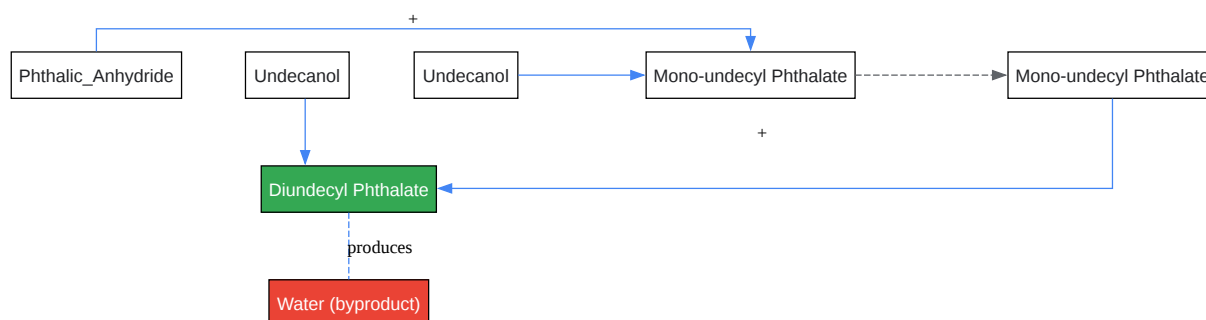 +
Phthalic_Anhydride
Undecanol
Undecanol
Mono-undecyl Phthalate
Mono-undecyl Phthalate
+
Diundecyl Phthalate
produces
Water (byproduct)